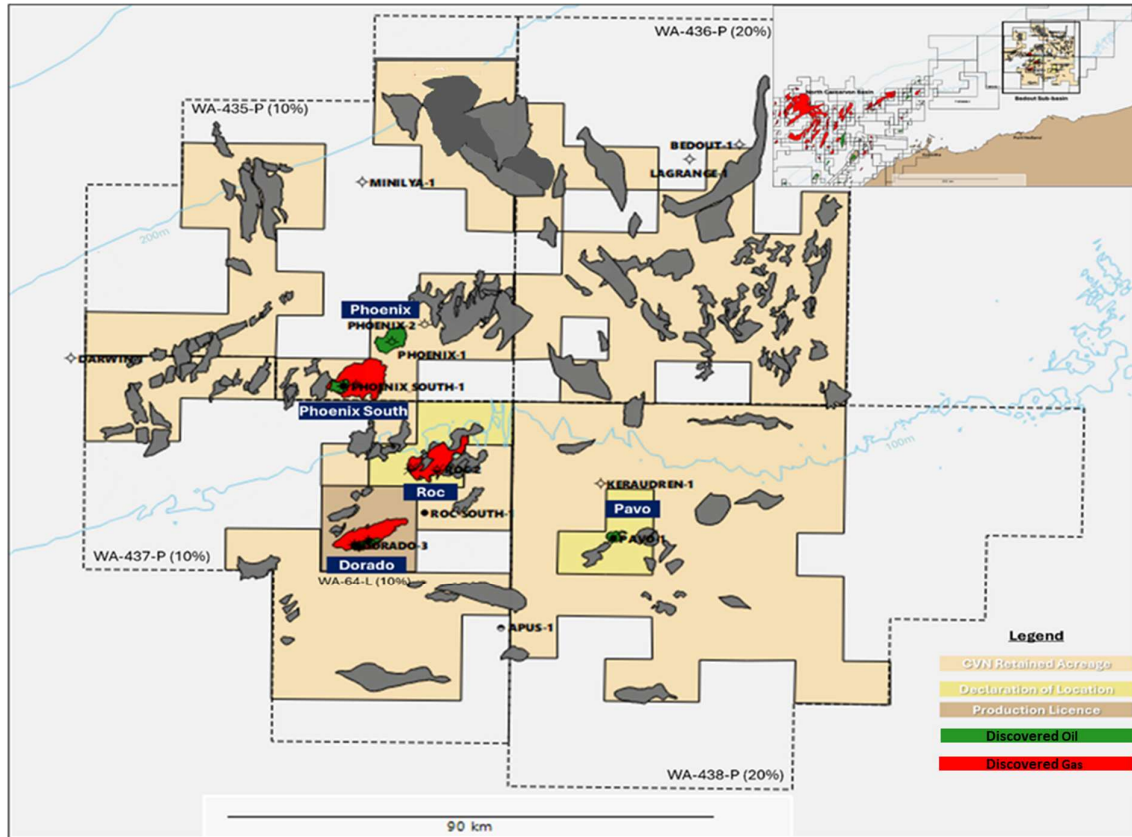 WA-436-P (20%)
North Carnarvon Basin
Bedout Sub-basin
WA-435-P (10%)
BEDOUT-1
LAGRANGE-1
MINILYA-1
200m
Phoenix
PHOENIX-2
PHOENIX-1
DARWIN
PHOENIX SOUTH-1
Phoenix South
100m
ROC-2
Roc
KERAUDREN-1
Pavo
ROC-SOUTH-1
PAVO-1
DORADO-3
WA-437-P (10%)
Dorado
WA-64-L (10%)
APUS-1
Legend
CVN Retained Acreage
Declaration of Location
Production Licence
Discovered Oil
Discovered Gas
WA-438-P (20%)
90 km